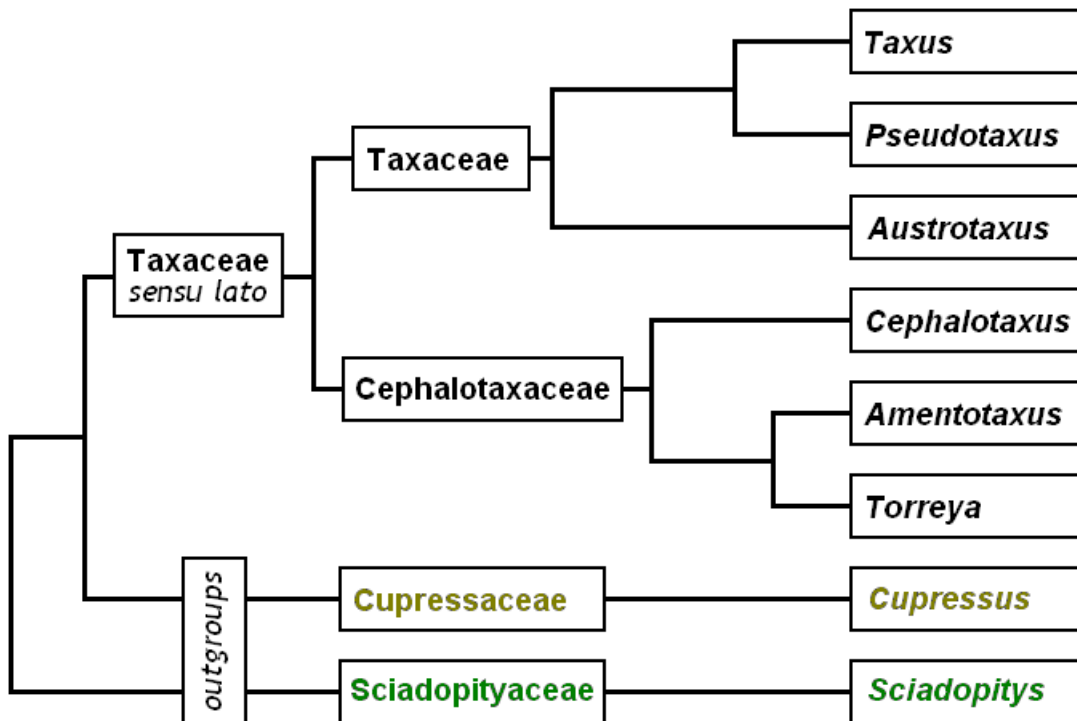 Taxus
Pseudotaxus
Taxaceae
Austrotaxus
Taxaceae
sensu lato
Cephalotaxus
Cephalotaxaceae
Amentotaxus
Torreya
outgroups
Cupressaceae
Cupressus
Sciadopityaceae
Sciadopitys